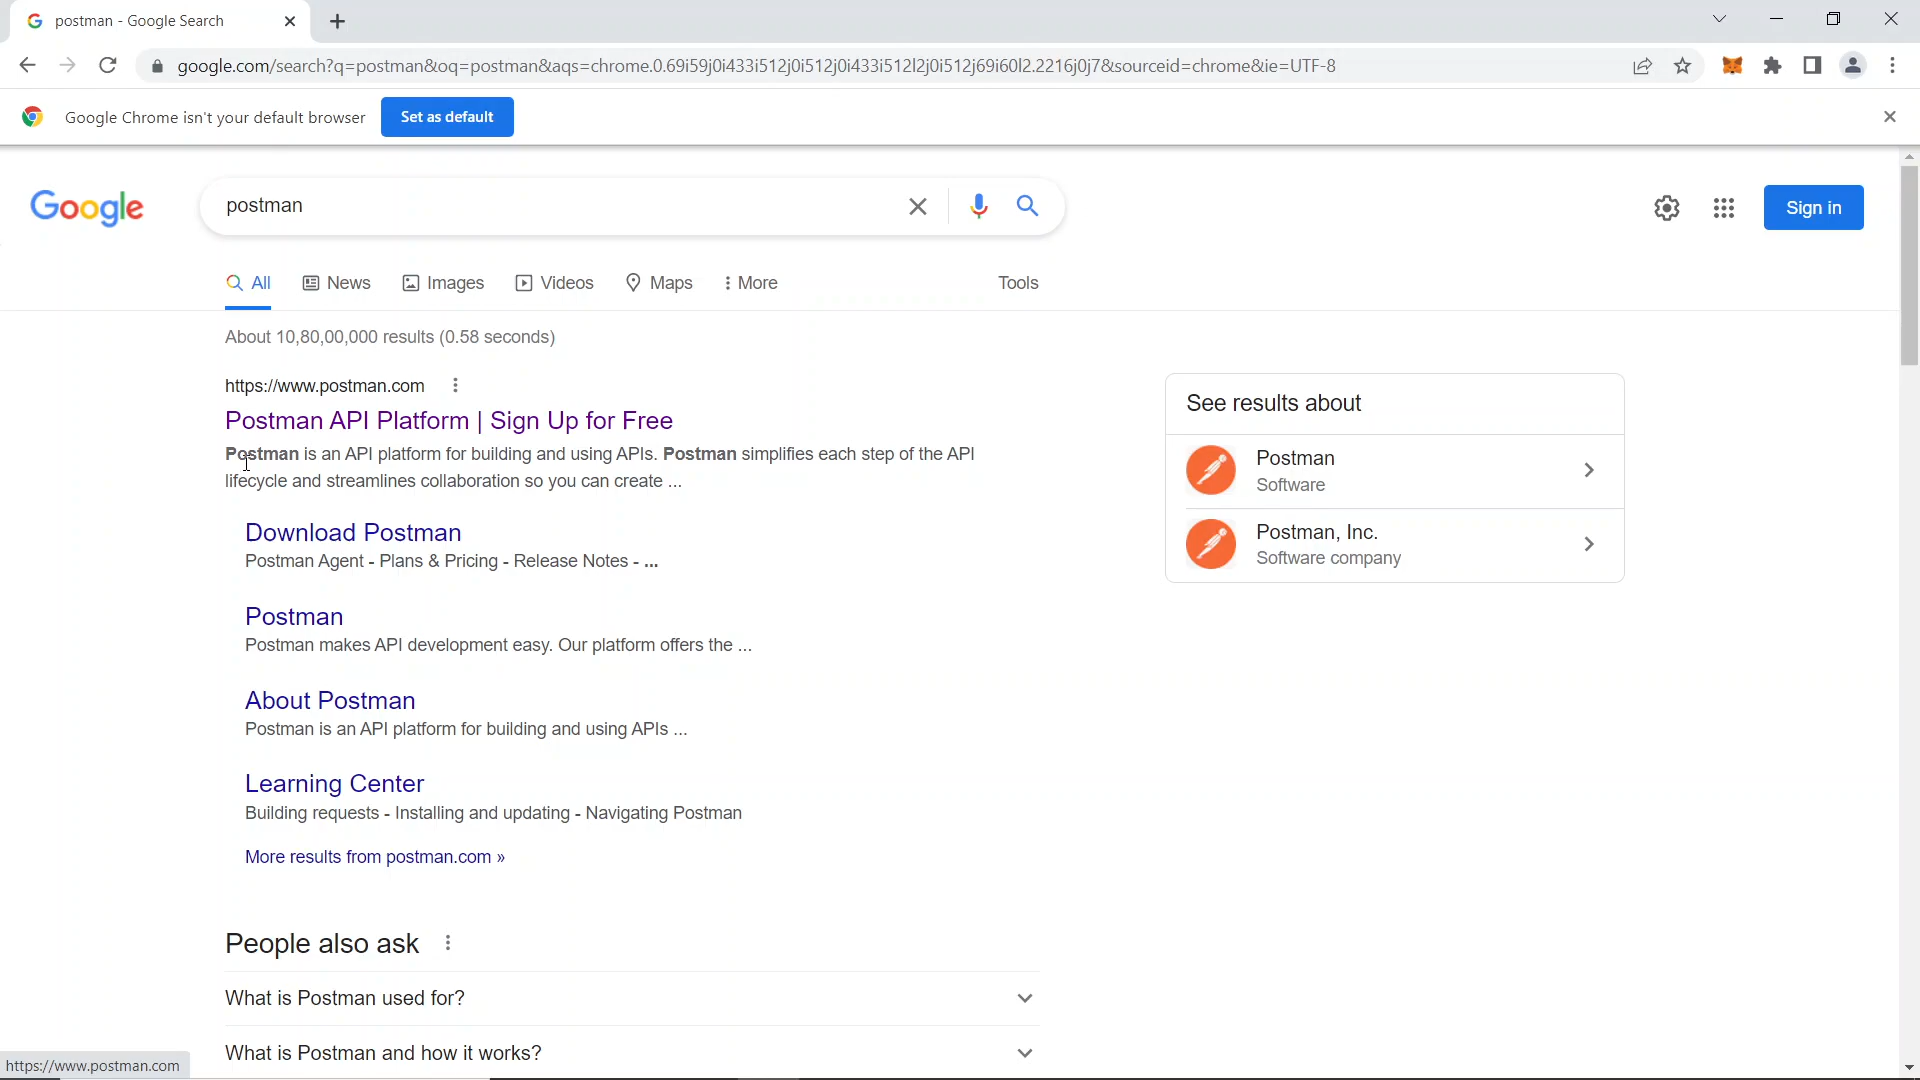 postman - Google Search
google.com/search?q=postman&oq=postman&aqs=chrome.0.69i59j0i433i512j0i512j0i433i512l2j0i512j69i60l2.2216j0j7&sourceid=chrome&ie=UTF-8
Google Chrome isn't your default browser Set as default
Google
postman
Sign in
All News Images Videos Maps More Tools
About 10,80,00,000 results (0.58 seconds)
https://www.postman.com
Postman API Platform | Sign Up for Free
Postman is an API platform for building and using APIs. Postman simplifies each step of the API
lifecycle and streamlines collaboration so you can create ...
Download Postman
Postman Agent - Plans & Pricing - Release Notes - ...
Postman
Postman makes API development easy. Our platform offers the ...
About Postman
Postman is an API platform for building and using APIs ...
Learning Center
Building requests - Installing and updating - Navigating Postman
More results from postman.com »
See results about
Postman
Software
Postman, Inc.
Software company
People also ask
What is Postman used for?
What is Postman and how it works?
https://www.postman.com